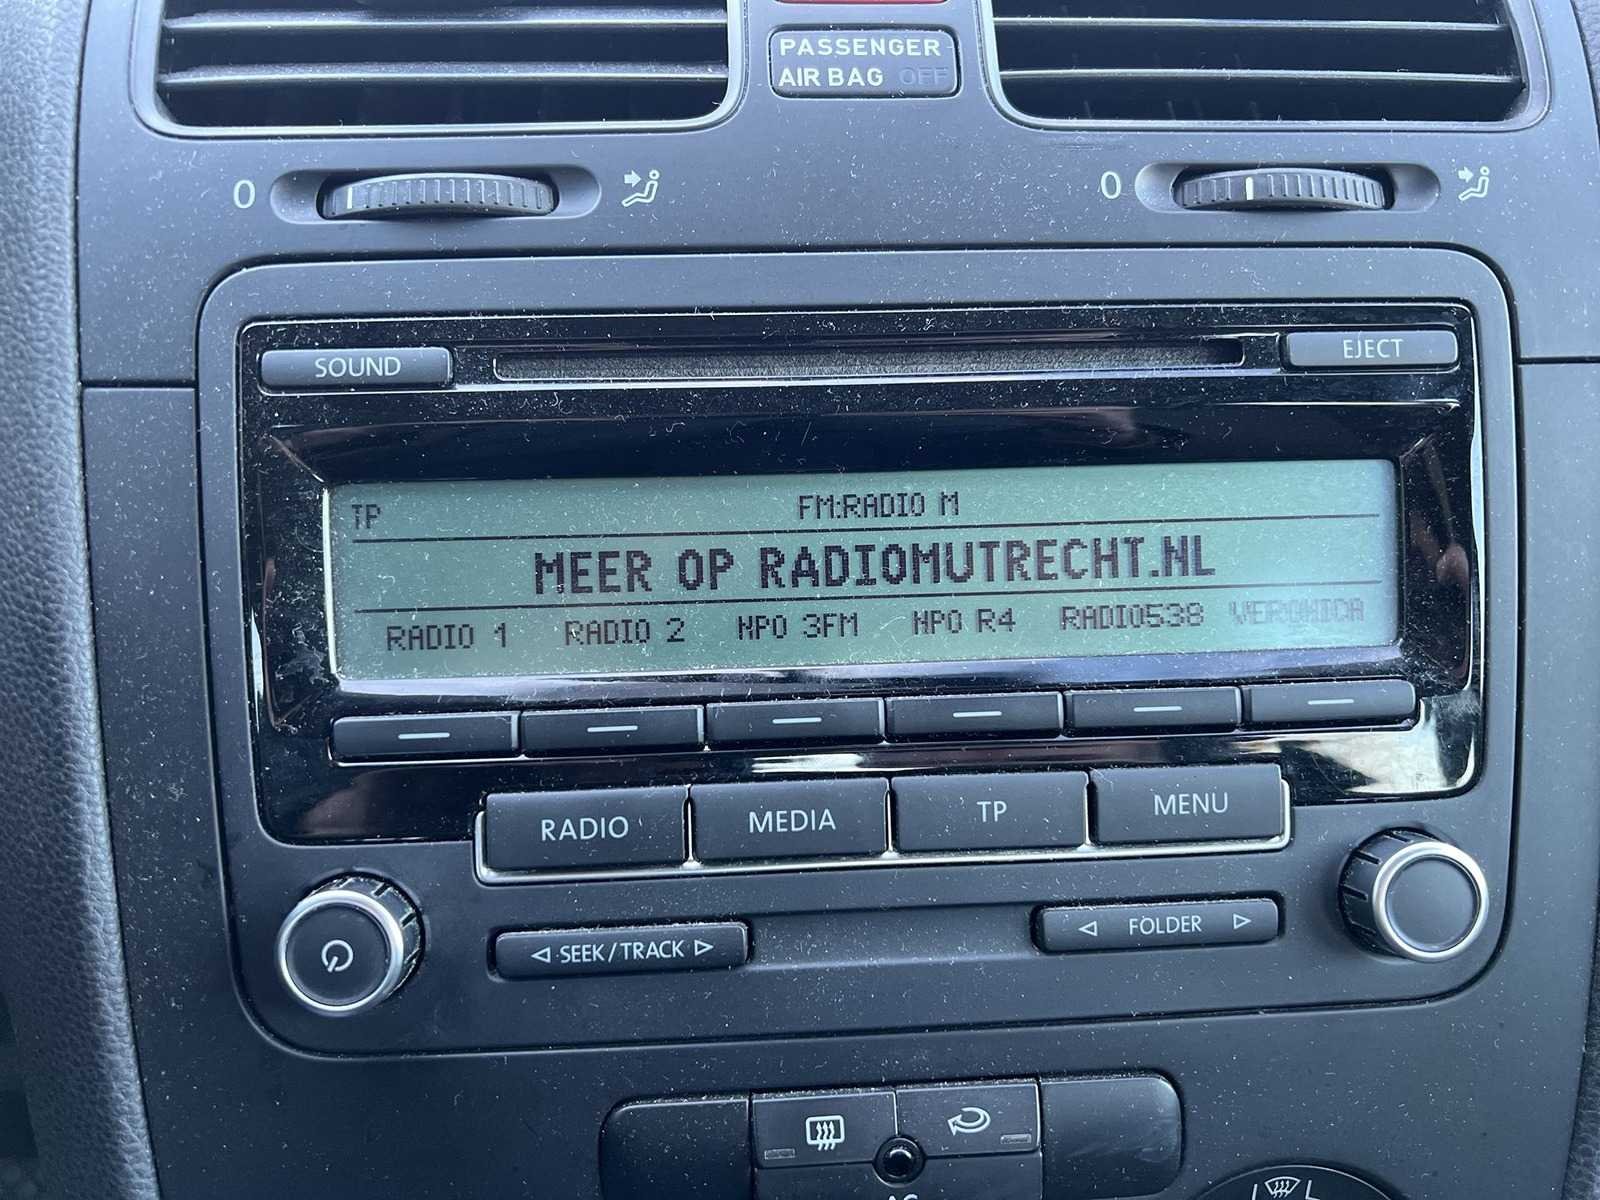 PASSENGER
AIR BAG OFF
0
0
SOUND
EJECT
TP
FM:RADIO M
MEER OP RADIOMUTRECHT.NL
RADIO 1 RADIO 2 NPO 3FM NPO R4 RADIO538 VERONICA
RADIO MEDIA TP MENU
SEEK/TRACK
FOLDER
AC